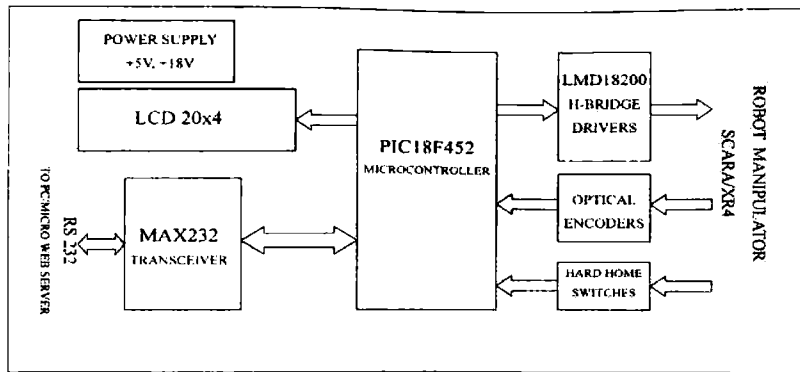 POWER SUPPLY
+5V, +18V
LCD 20x4
PIC18F452
MICROCONTROLLER
LMD18200
H-BRIDGE
DRIVERS
OPTICAL
ENCODERS
HARD HOME
SWITCHES
MAX232
TRANSCEIVER
RS 232
TO PC/MICRO WEB SERVER
ROBOT MANIPULATOR
SCARA/XR4